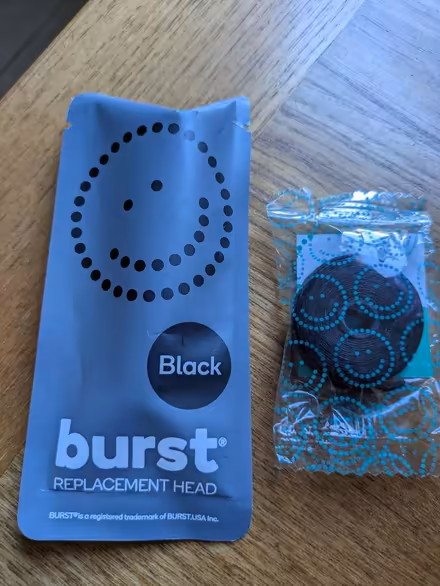 Black
burst®
REPLACEMENT HEAD
BURST® is a registered trademark of BURST.USA Inc.